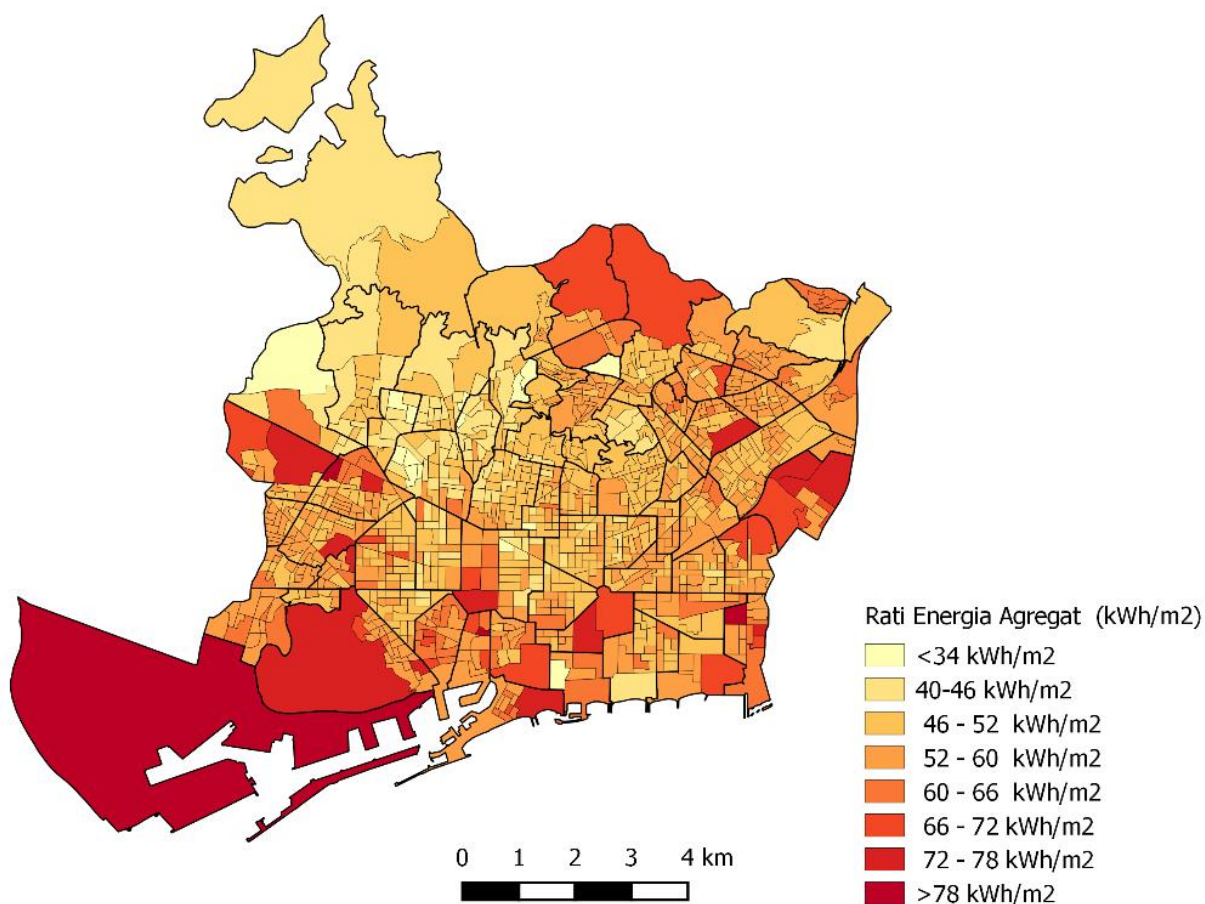 Rati Energia Agregat (kWh/m2)
<34 kWh/m2
40-46 kWh/m2
46 - 52 kWh/m2
52 - 60 kWh/m2
60 - 66 kWh/m2
66 - 72 kWh/m2
72 - 78 kWh/m2
>78 kWh/m2
0 1 2 3 4 km